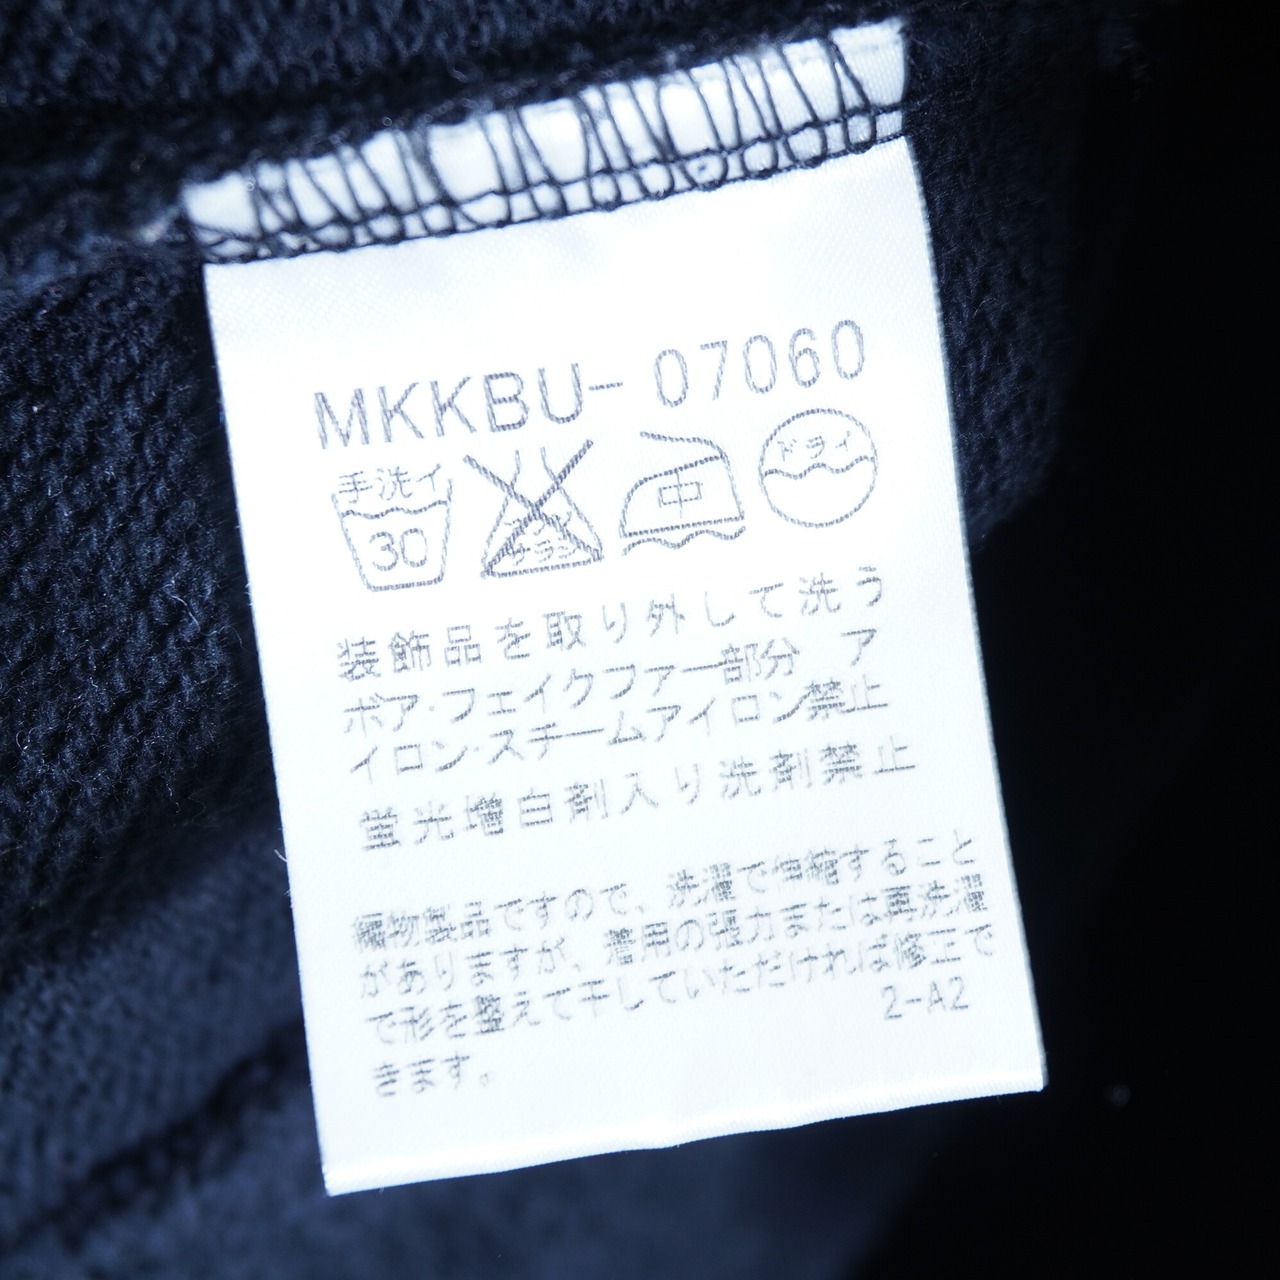 MKKBU-07060
手洗イ 30 エンソ サラシ 中 ドライ
装飾品を取り外して洗う
ボア・フェイクファー部分 ア
イロン・スチームアイロン禁止
蛍光増白剤入り洗剤禁止
編物製品ですので、洗濯で伸縮すること
がありますが、着用の張力または再洗濯
で形を整えて干していただければ修正で
きます。
2-A2